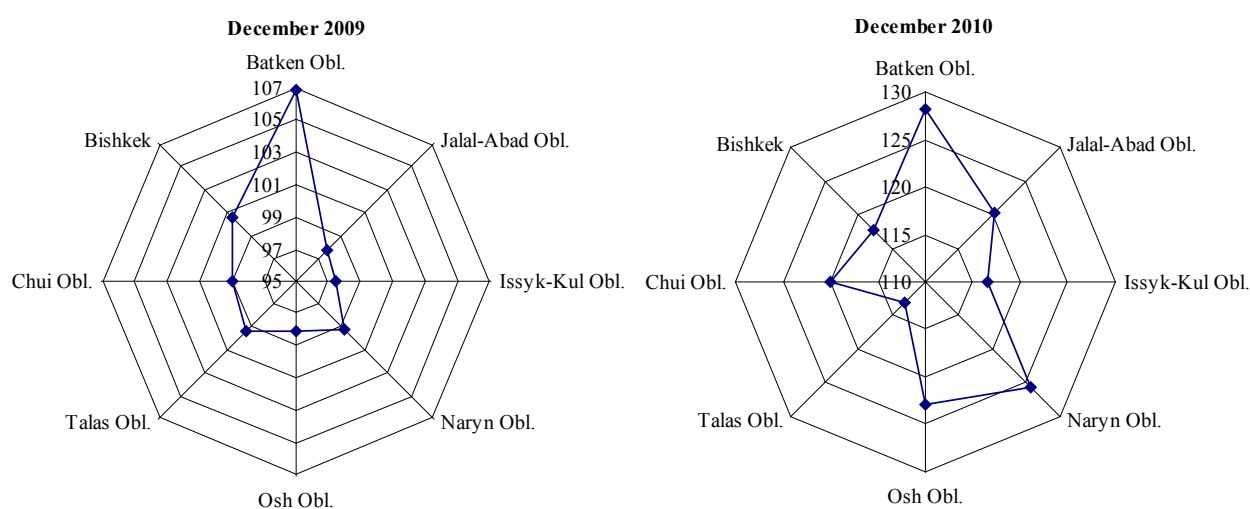 December 2009
Batken Obl.
107
105
103
101
99
97
95
Bishkek
Jalal-Abad Obl.
Chui Obl.
Issyk-Kul Obl.
Talas Obl.
Naryn Obl.
Osh Obl.
December 2010
Batken Obl.
130
125
120
115
110
Bishkek
Jalal-Abad Obl.
Chui Obl.
Issyk-Kul Obl.
Talas Obl.
Naryn Obl.
Osh Obl.